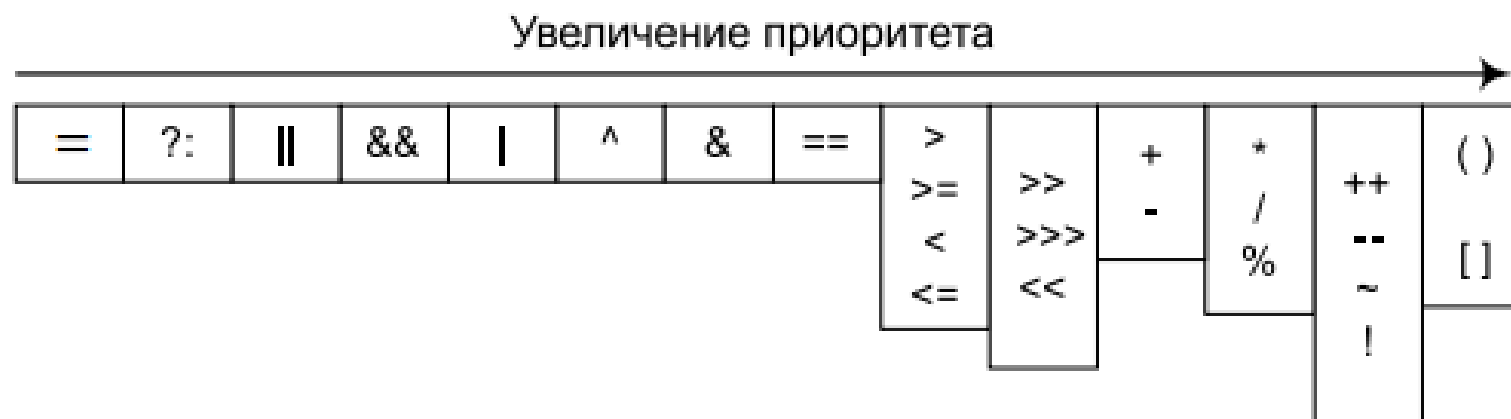 Увеличение приоритета
= ?: || && | ^ & == > >> + * ++ ( )
>= >>> - / -- [ ]
< << % ~
<= !